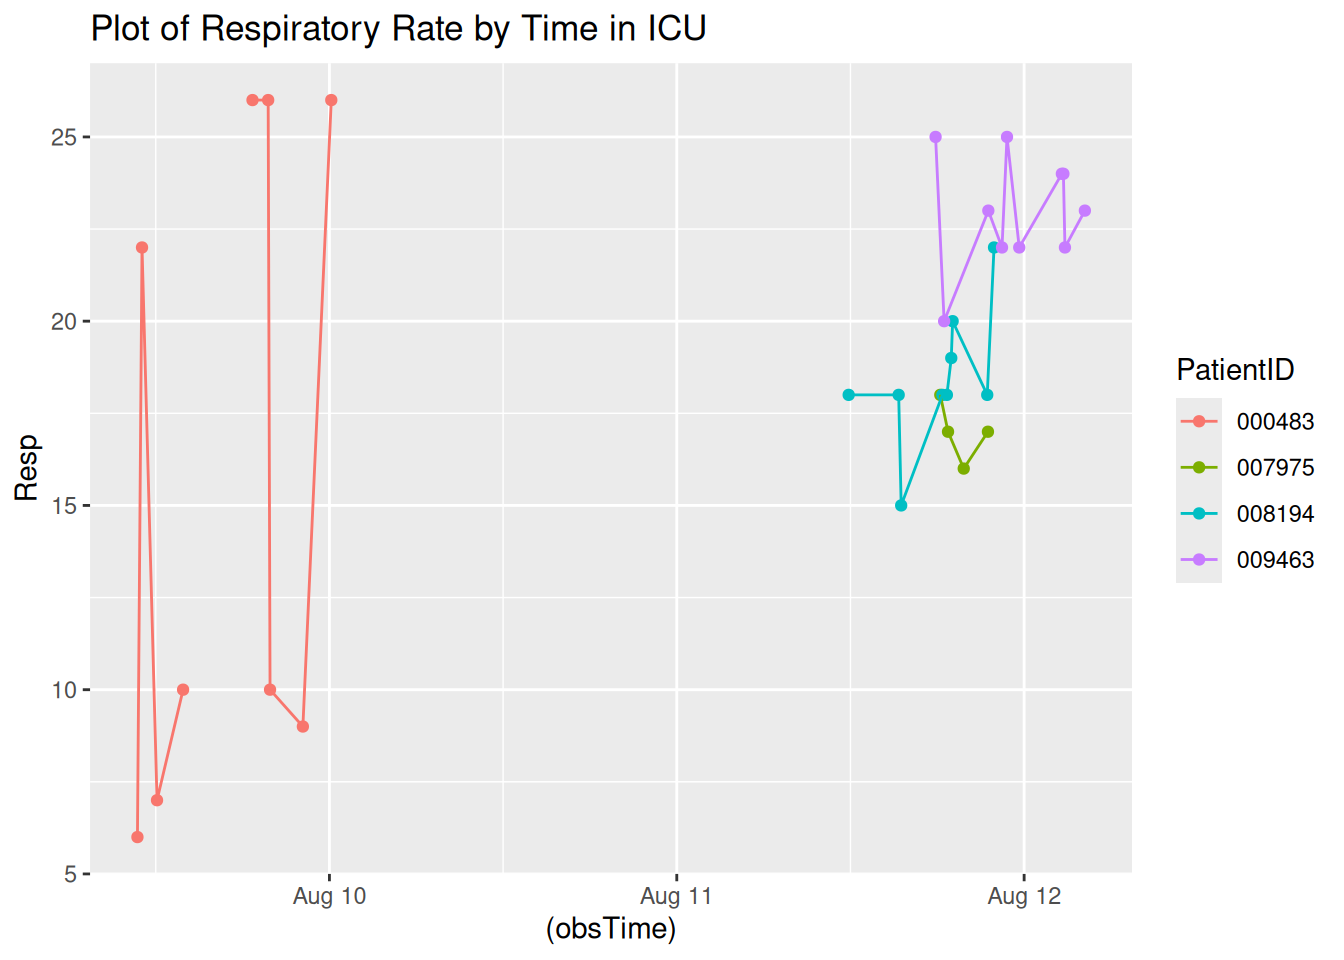 Plot of Respiratory Rate by Time in ICU
25
20
15
10
5
Resp
Aug 10
Aug 11
Aug 12
(obsTime)
PatientID
000483
007975
008194
009463